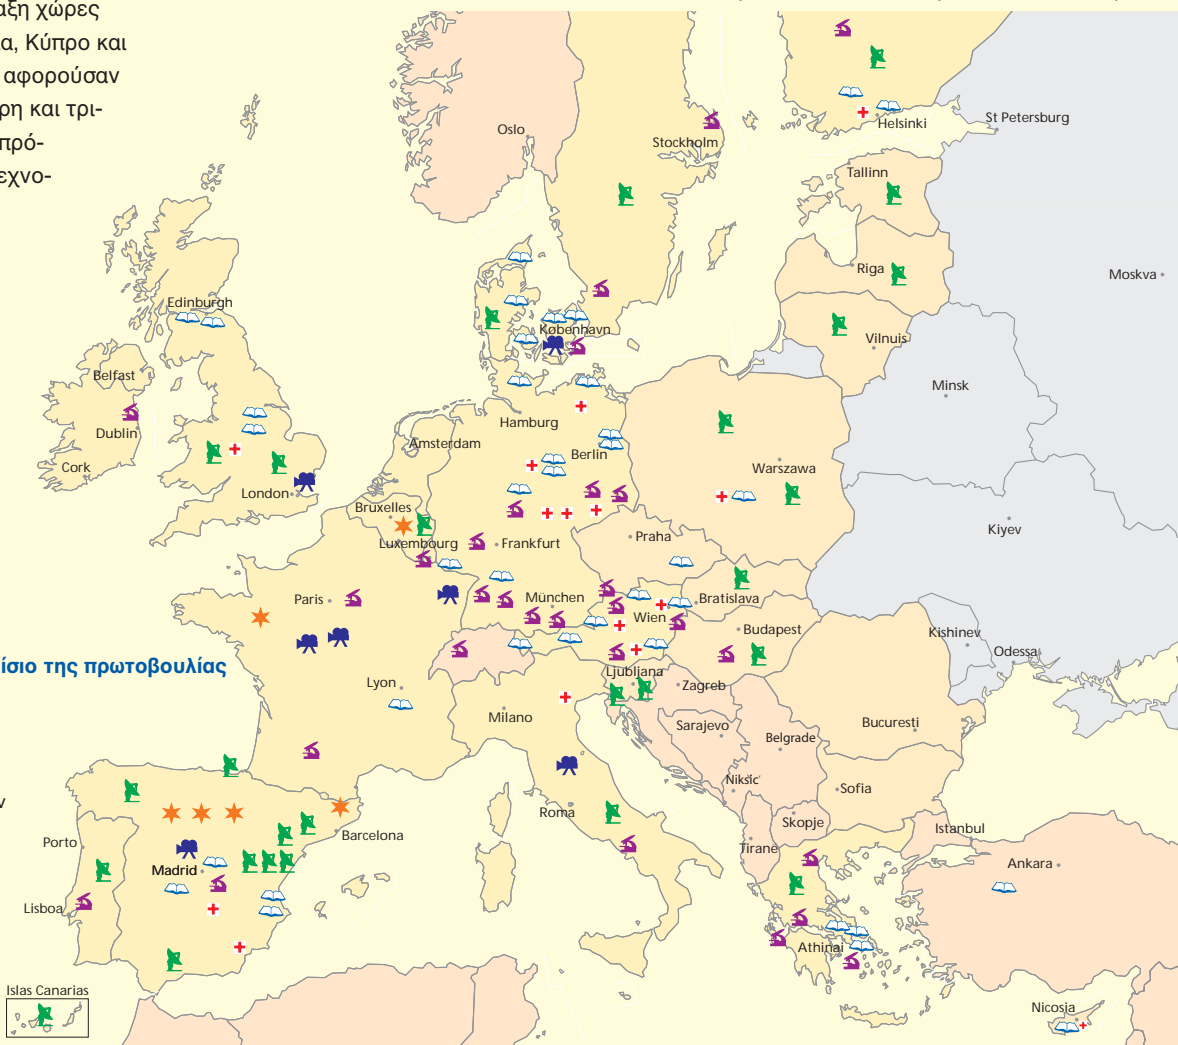 αξη χώρες
α, Κύπρο και
αφορούσαν
ρη και τρι-
πρό-
εχνο-
ίσιο της πρωτοβουλίας
ν
Oslo
Stockholm
Helsinki
St Petersburg
Tallinn
Riga
Moskva
Vilnuis
Minsk
Edinburgh
København
Belfast
Dublin
Cork
London
Hamburg
Amsterdam
Berlin
Warszawa
Bruxelles
Luxembourg
Frankfurt
Praha
Kiyev
Paris
München
Wien
Bratislava
Budapest
Kishinev
Odessa
Ljubljana
Zagreb
Lyon
Milano
Sarajevo
Belgrade
Bucureşti
Nikšic
Sofia
Roma
Skopje
Tirane
Istanbul
Ankara
Porto
Barcelona
Madrid
Lisboa
Athinai
Islas Canarias
Nicosia